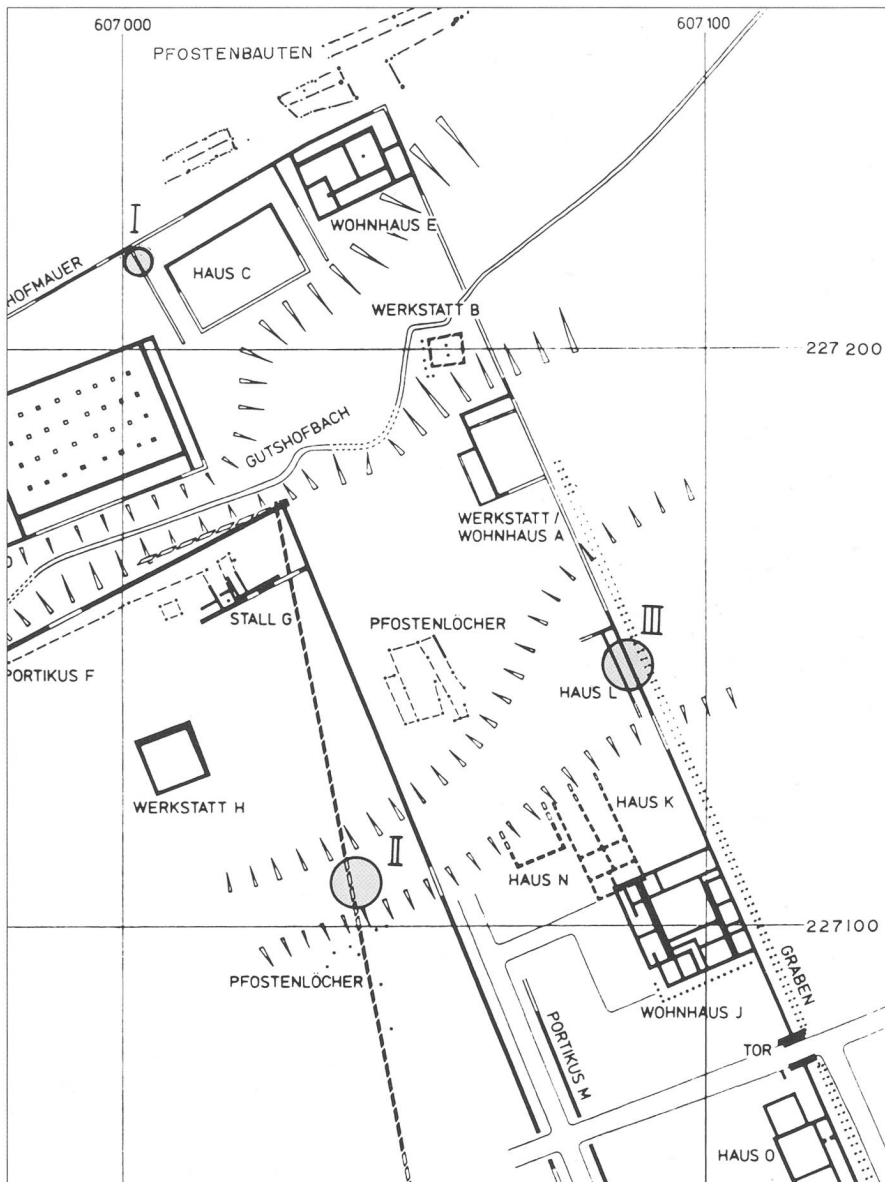 607 000
607 100
PFOSTENBAUTEN
I
WOHNHAUS E
HOFMAUER
HAUS C
WERKSTATT B
227 200
GUTSHOFBACH
WERKSTATT /
WOHNHAUS A
STALL G
PFOSTENLÖCHER
III
PORTIKUS F
HAUS L
WERKSTATT H
HAUS K
II
HAUS N
227 100
PFOSTENLÖCHER
GRABEN
WOHNHAUS J
PORTIKUS M
TOR
HAUS O